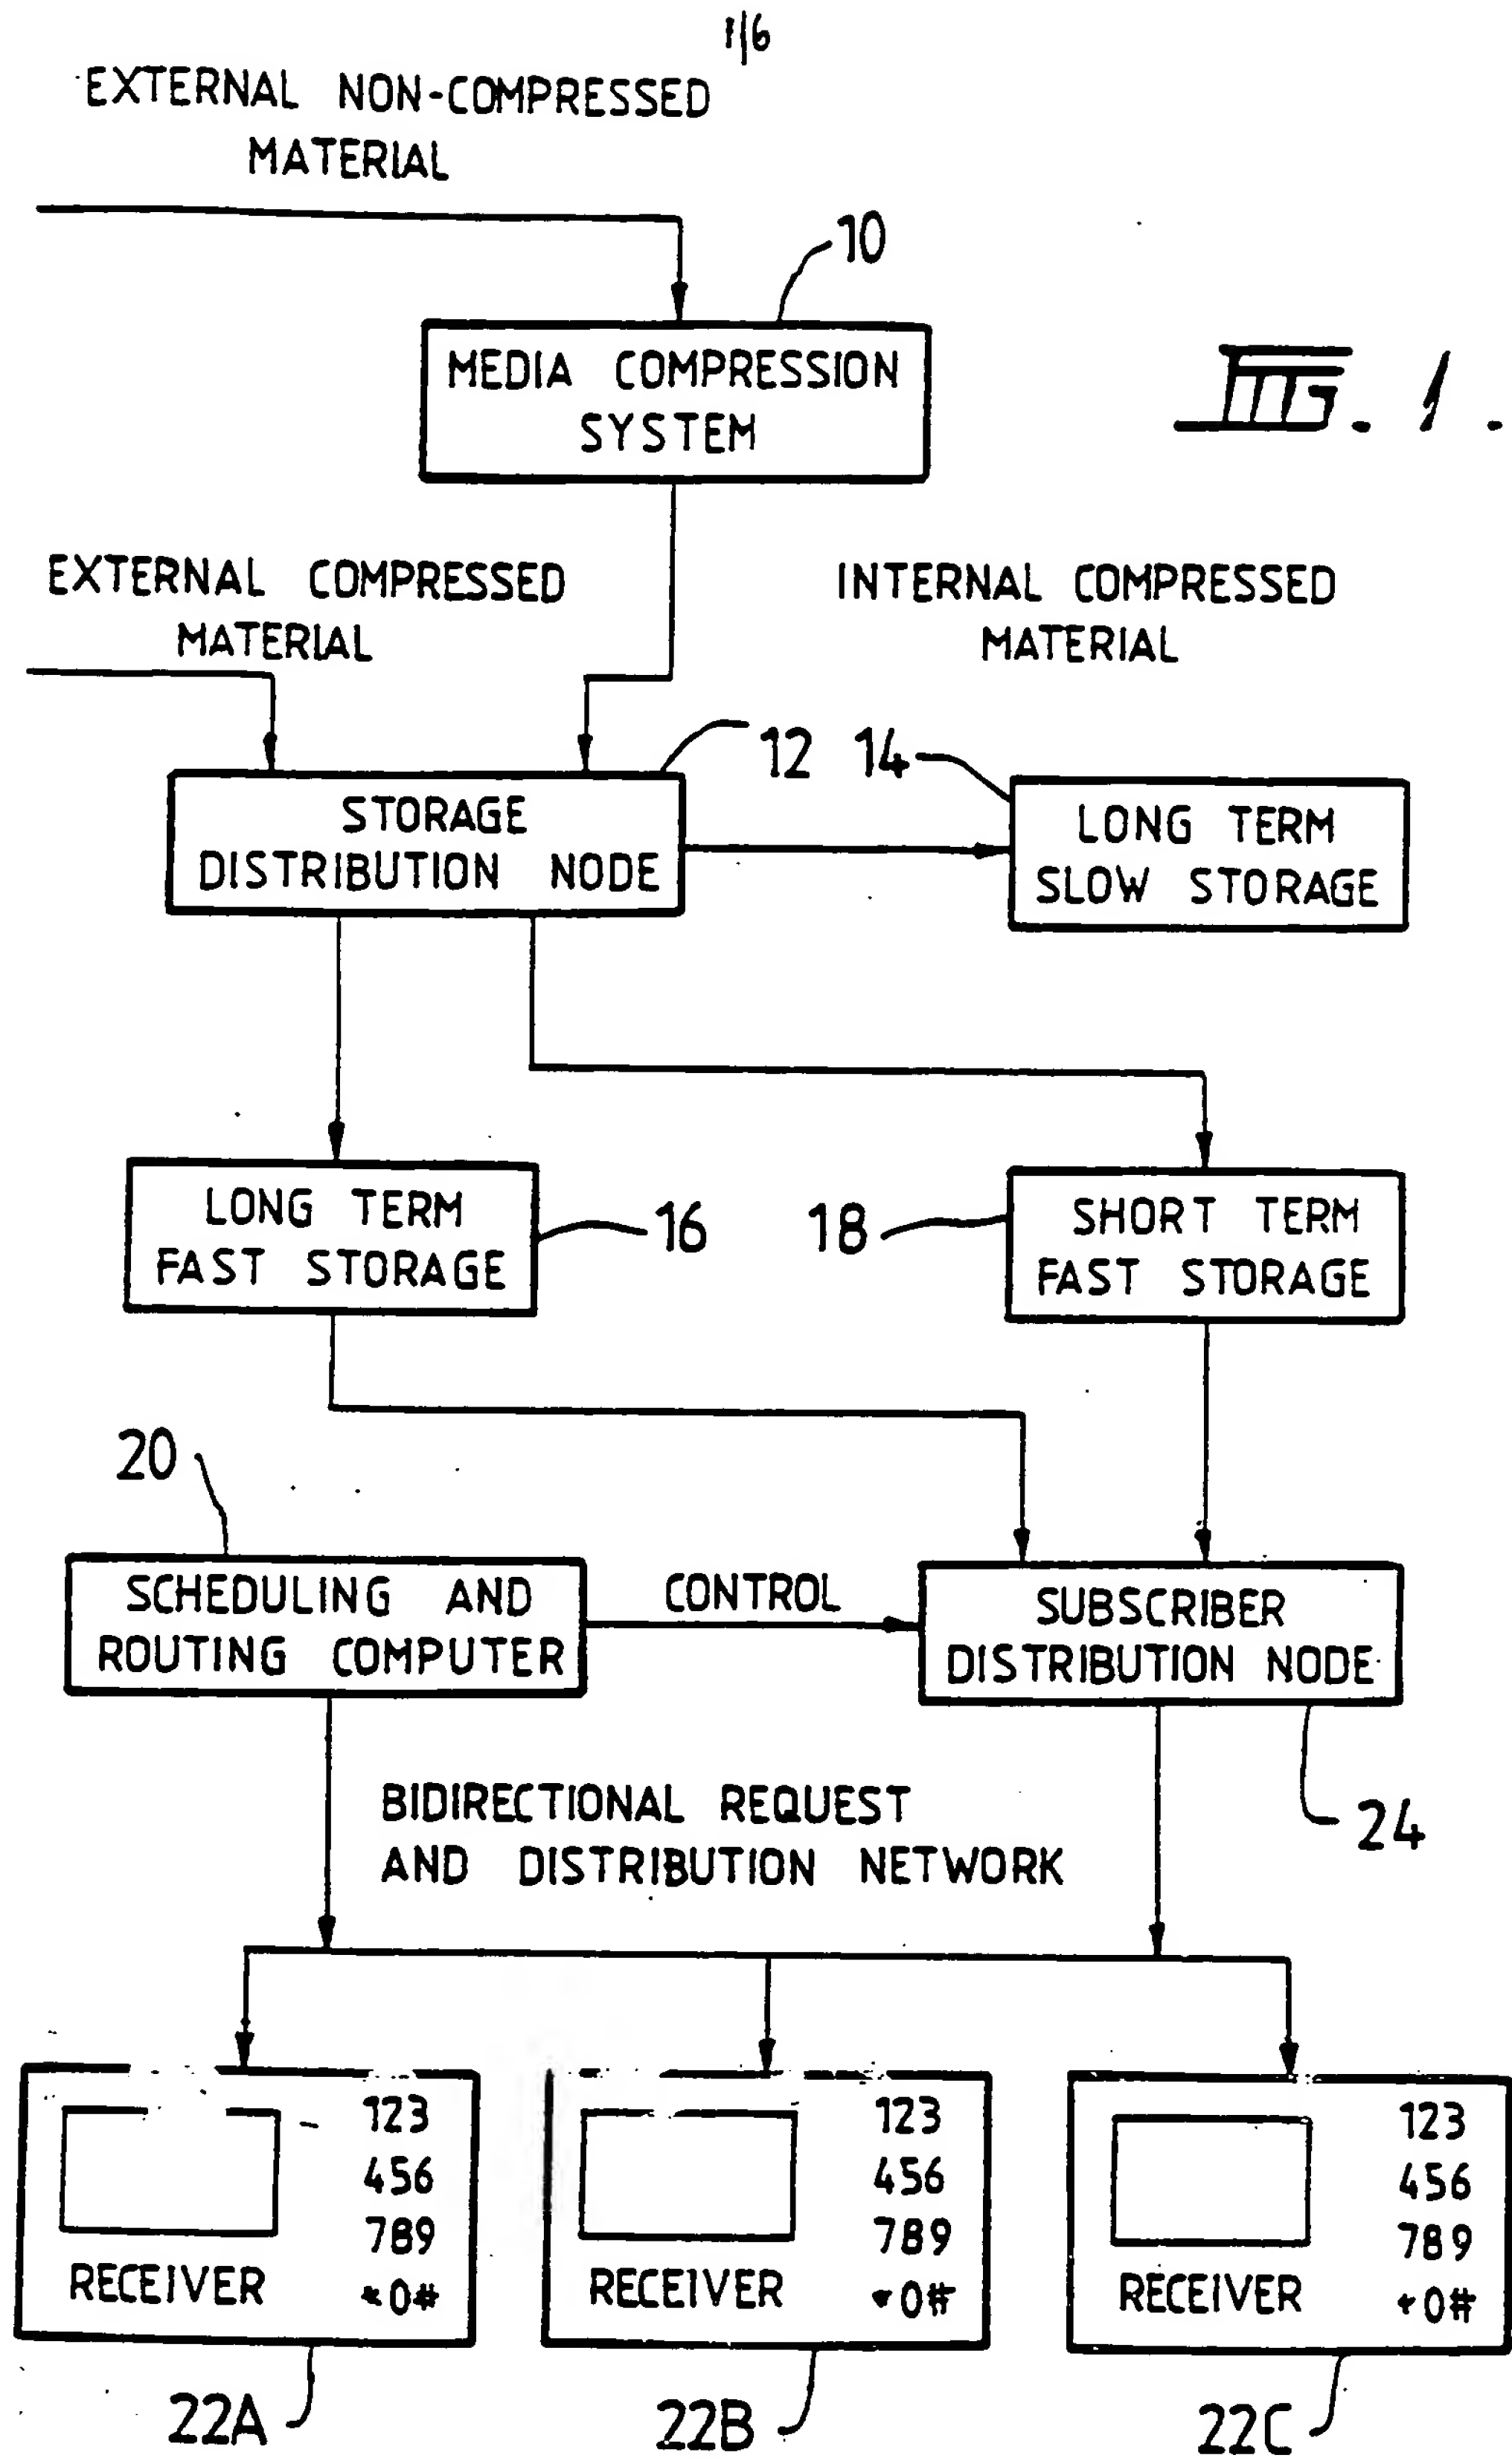 1/6
EXTERNAL NON-COMPRESSED
MATERIAL
10
MEDIA COMPRESSION
SYSTEM
FIG. 1.
EXTERNAL COMPRESSED
MATERIAL
INTERNAL COMPRESSED
MATERIAL
12
14
STORAGE
DISTRIBUTION NODE
LONG TERM
SLOW STORAGE
LONG TERM
FAST STORAGE
16
18
SHORT TERM
FAST STORAGE
20
SCHEDULING AND
ROUTING COMPUTER
CONTROL
SUBSCRIBER
DISTRIBUTION NODE
24
BIDIRECTIONAL REQUEST
AND DISTRIBUTION NETWORK
123
456
789
*0#
RECEIVER
123
456
789
*0#
RECEIVER
123
456
789
*0#
RECEIVER
22A
22B
22C